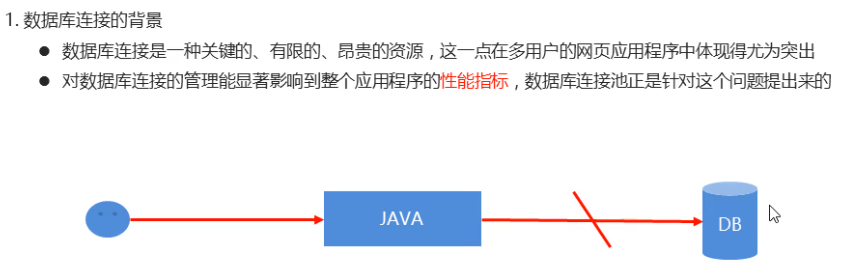 1. 数据库连接的背景
● 数据库连接是一种关键的、有限的、昂贵的资源，这一点在多用户的网页应用程序中体现得尤为突出
● 对数据库连接的管理能显著影响到整个应用程序的性能指标，数据库连接池正是针对这个问题提出来的
JAVA
DB